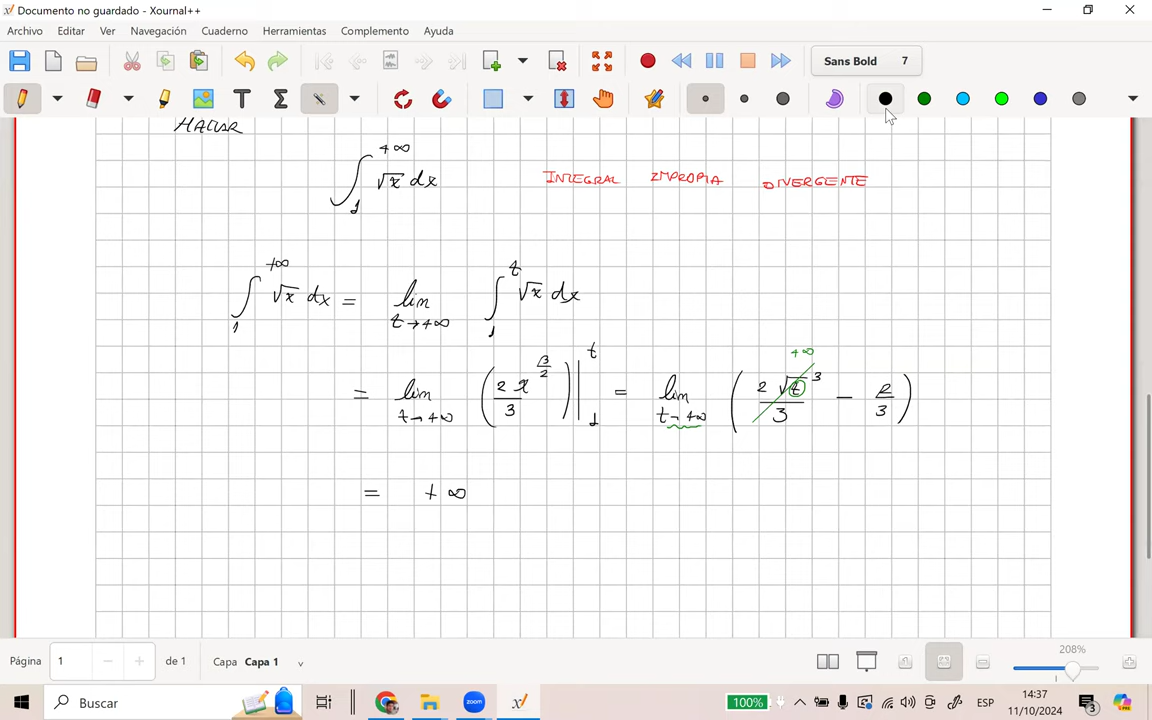 Documento no guardado - Xournal++
Archivo Editar Ver Navegación Cuaderno Herramientas Complemento Ayuda
Sans Bold 7
HALLAR
∫₁^{+∞} √x dx INTEGRAL IMPROPIA DIVERGENTE
∫₁^{+∞} √x dx = lim_{t→+∞} ∫₁^t √x dx
= lim_{t→+∞} (2x^{3/2}/3)|₁^t = lim_{t→+∞} (2√t³/3 - 2/3) +∞
= +∞
Página 1 de 1 Capa Capa 1 208%
Buscar 100% ESP 14:37
11/10/2024 3